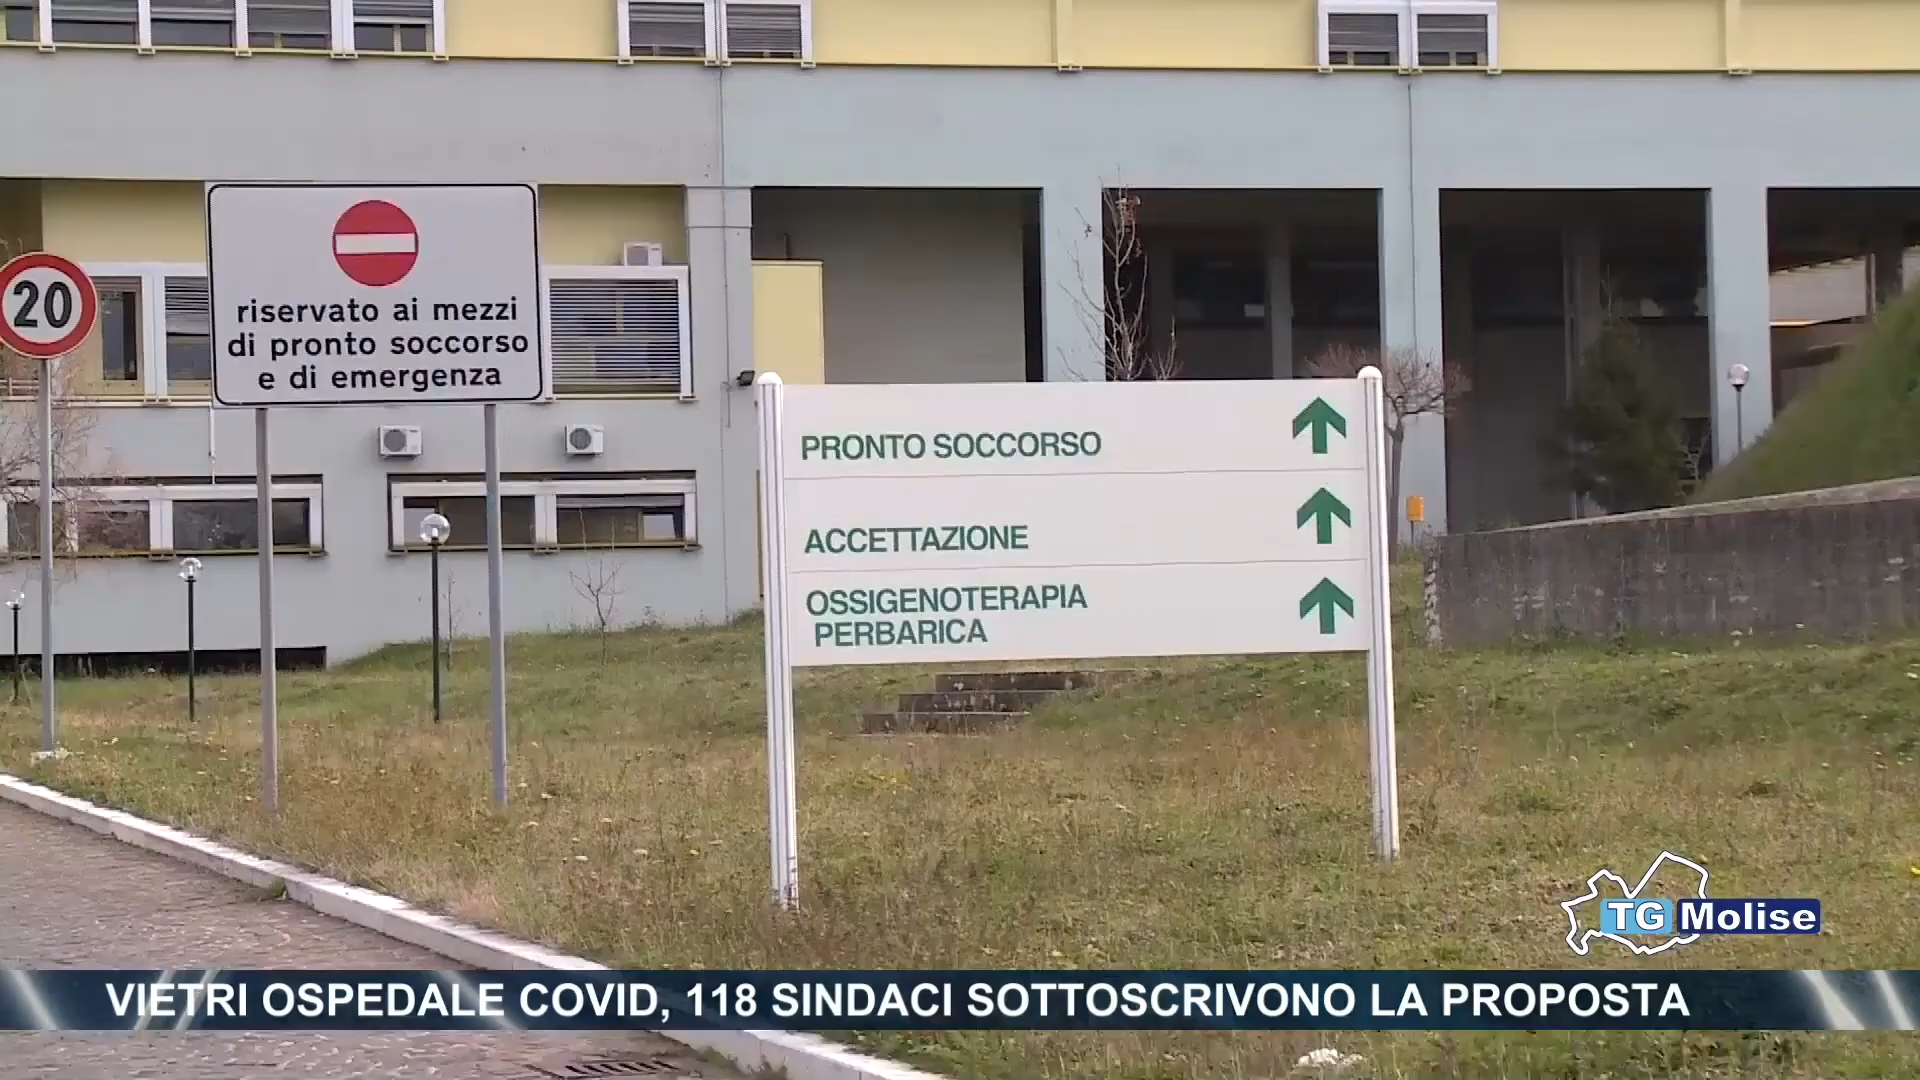 20
riservato ai mezzi
di pronto soccorso
e di emergenza
PRONTO SOCCORSO
ACCETTAZIONE
OSSIGENOTERAPIA
PERBARICA
TG Molise
VIETRI OSPEDALE COVID, 118 SINDACI SOTTOSCRIVONO LA PROPOSTA